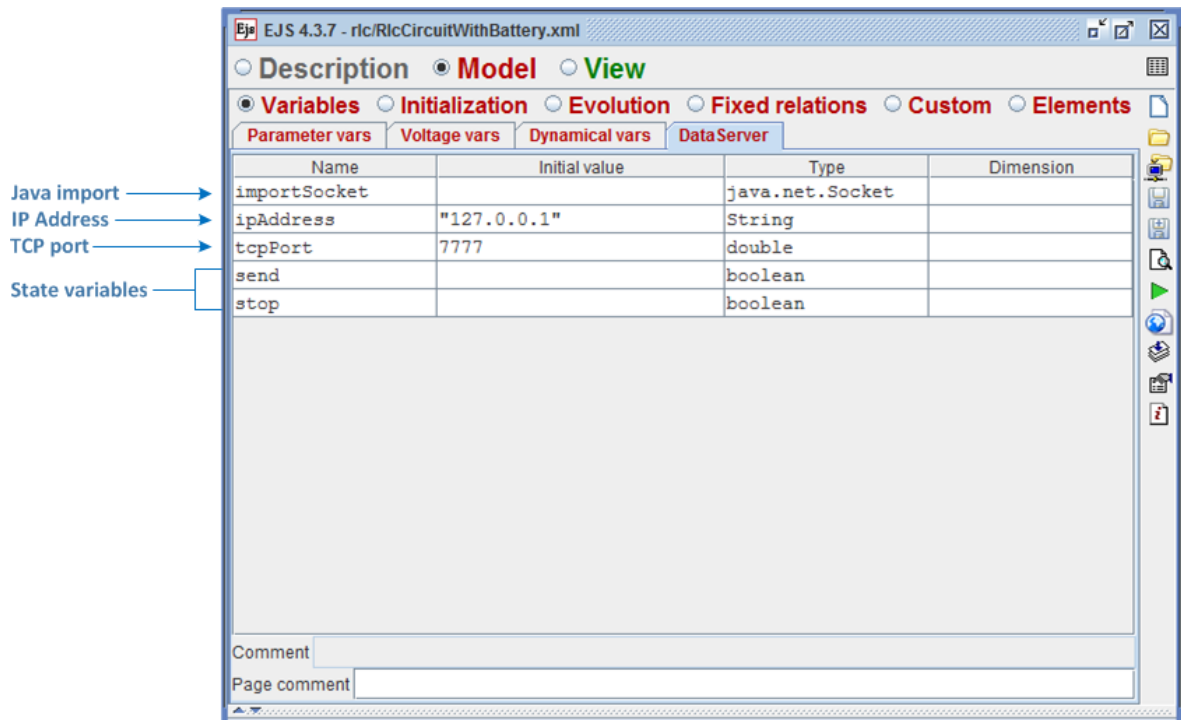 EJS 4.3.7 - rlc/RlcCircuitWithBattery.xml
Description Model View
Variables Initialization Evolution Fixed relations Custom Elements
Parameter vars Voltage vars Dynamical vars DataServer
Name Initial value Type Dimension
Java import importSocket java.net.Socket
IP Address ipAddress "127.0.0.1" String
TCP port tcpPort 7777 double
send boolean
State variables
stop boolean
Comment
Page comment